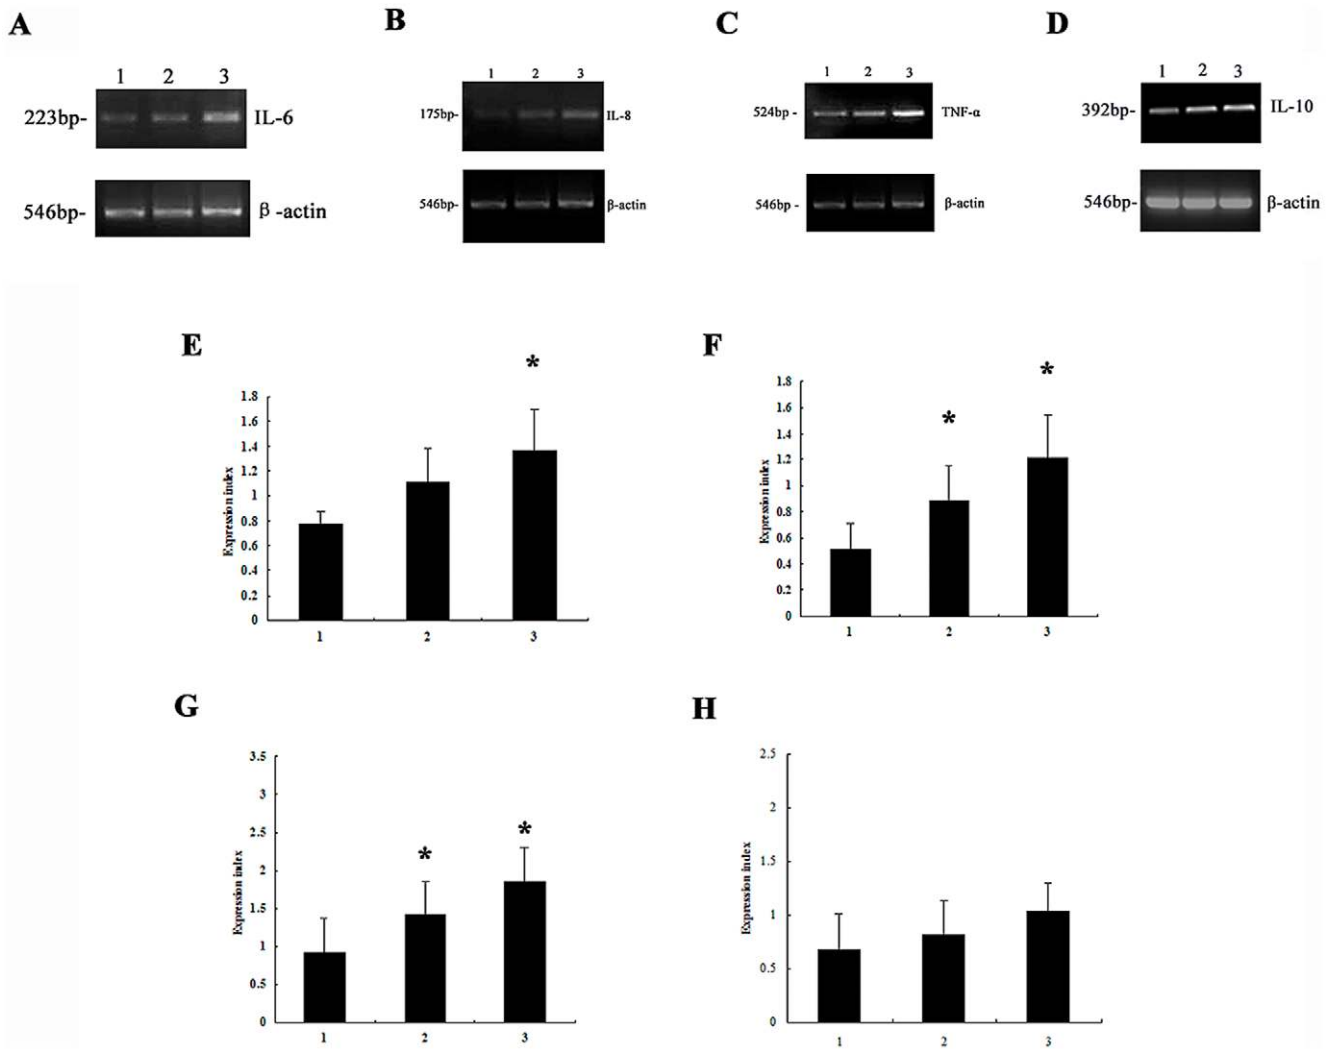 A
B
C
D
1 2 3
223bp- IL-6
546bp- β -actin
1 2 3
175bp- IL-8
546bp- β-actin
1 2 3
524bp - TNF-α
546bp - β-actin
1 2 3
392bp- IL-10
546bp- β-actin
E
*
Expression index
1.8
1.6
1.4
1.2
1
0.8
0.6
0.4
0.2
0
1 2 3
F
*
*
Expression index
1.8
1.6
1.4
1.2
1
0.8
0.6
0.4
0.2
0
1 2 3
G
*
*
Expression index
3.5
3
2.5
2
1.5
1
0.5
0
1 2 3
H
Expression index
2.5
2
1.5
1
0.5
0
1 2 3